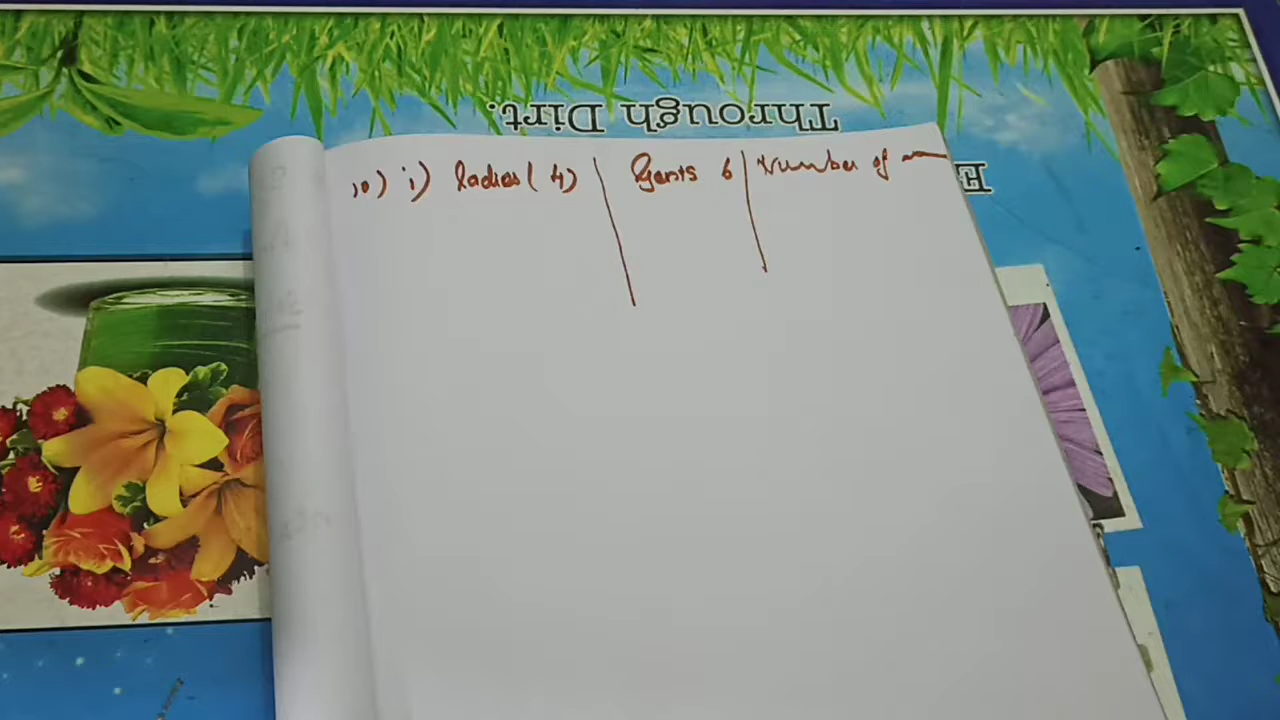 Through Dirt.
E
10) i) ladies ( 4) Gents 6 Number of